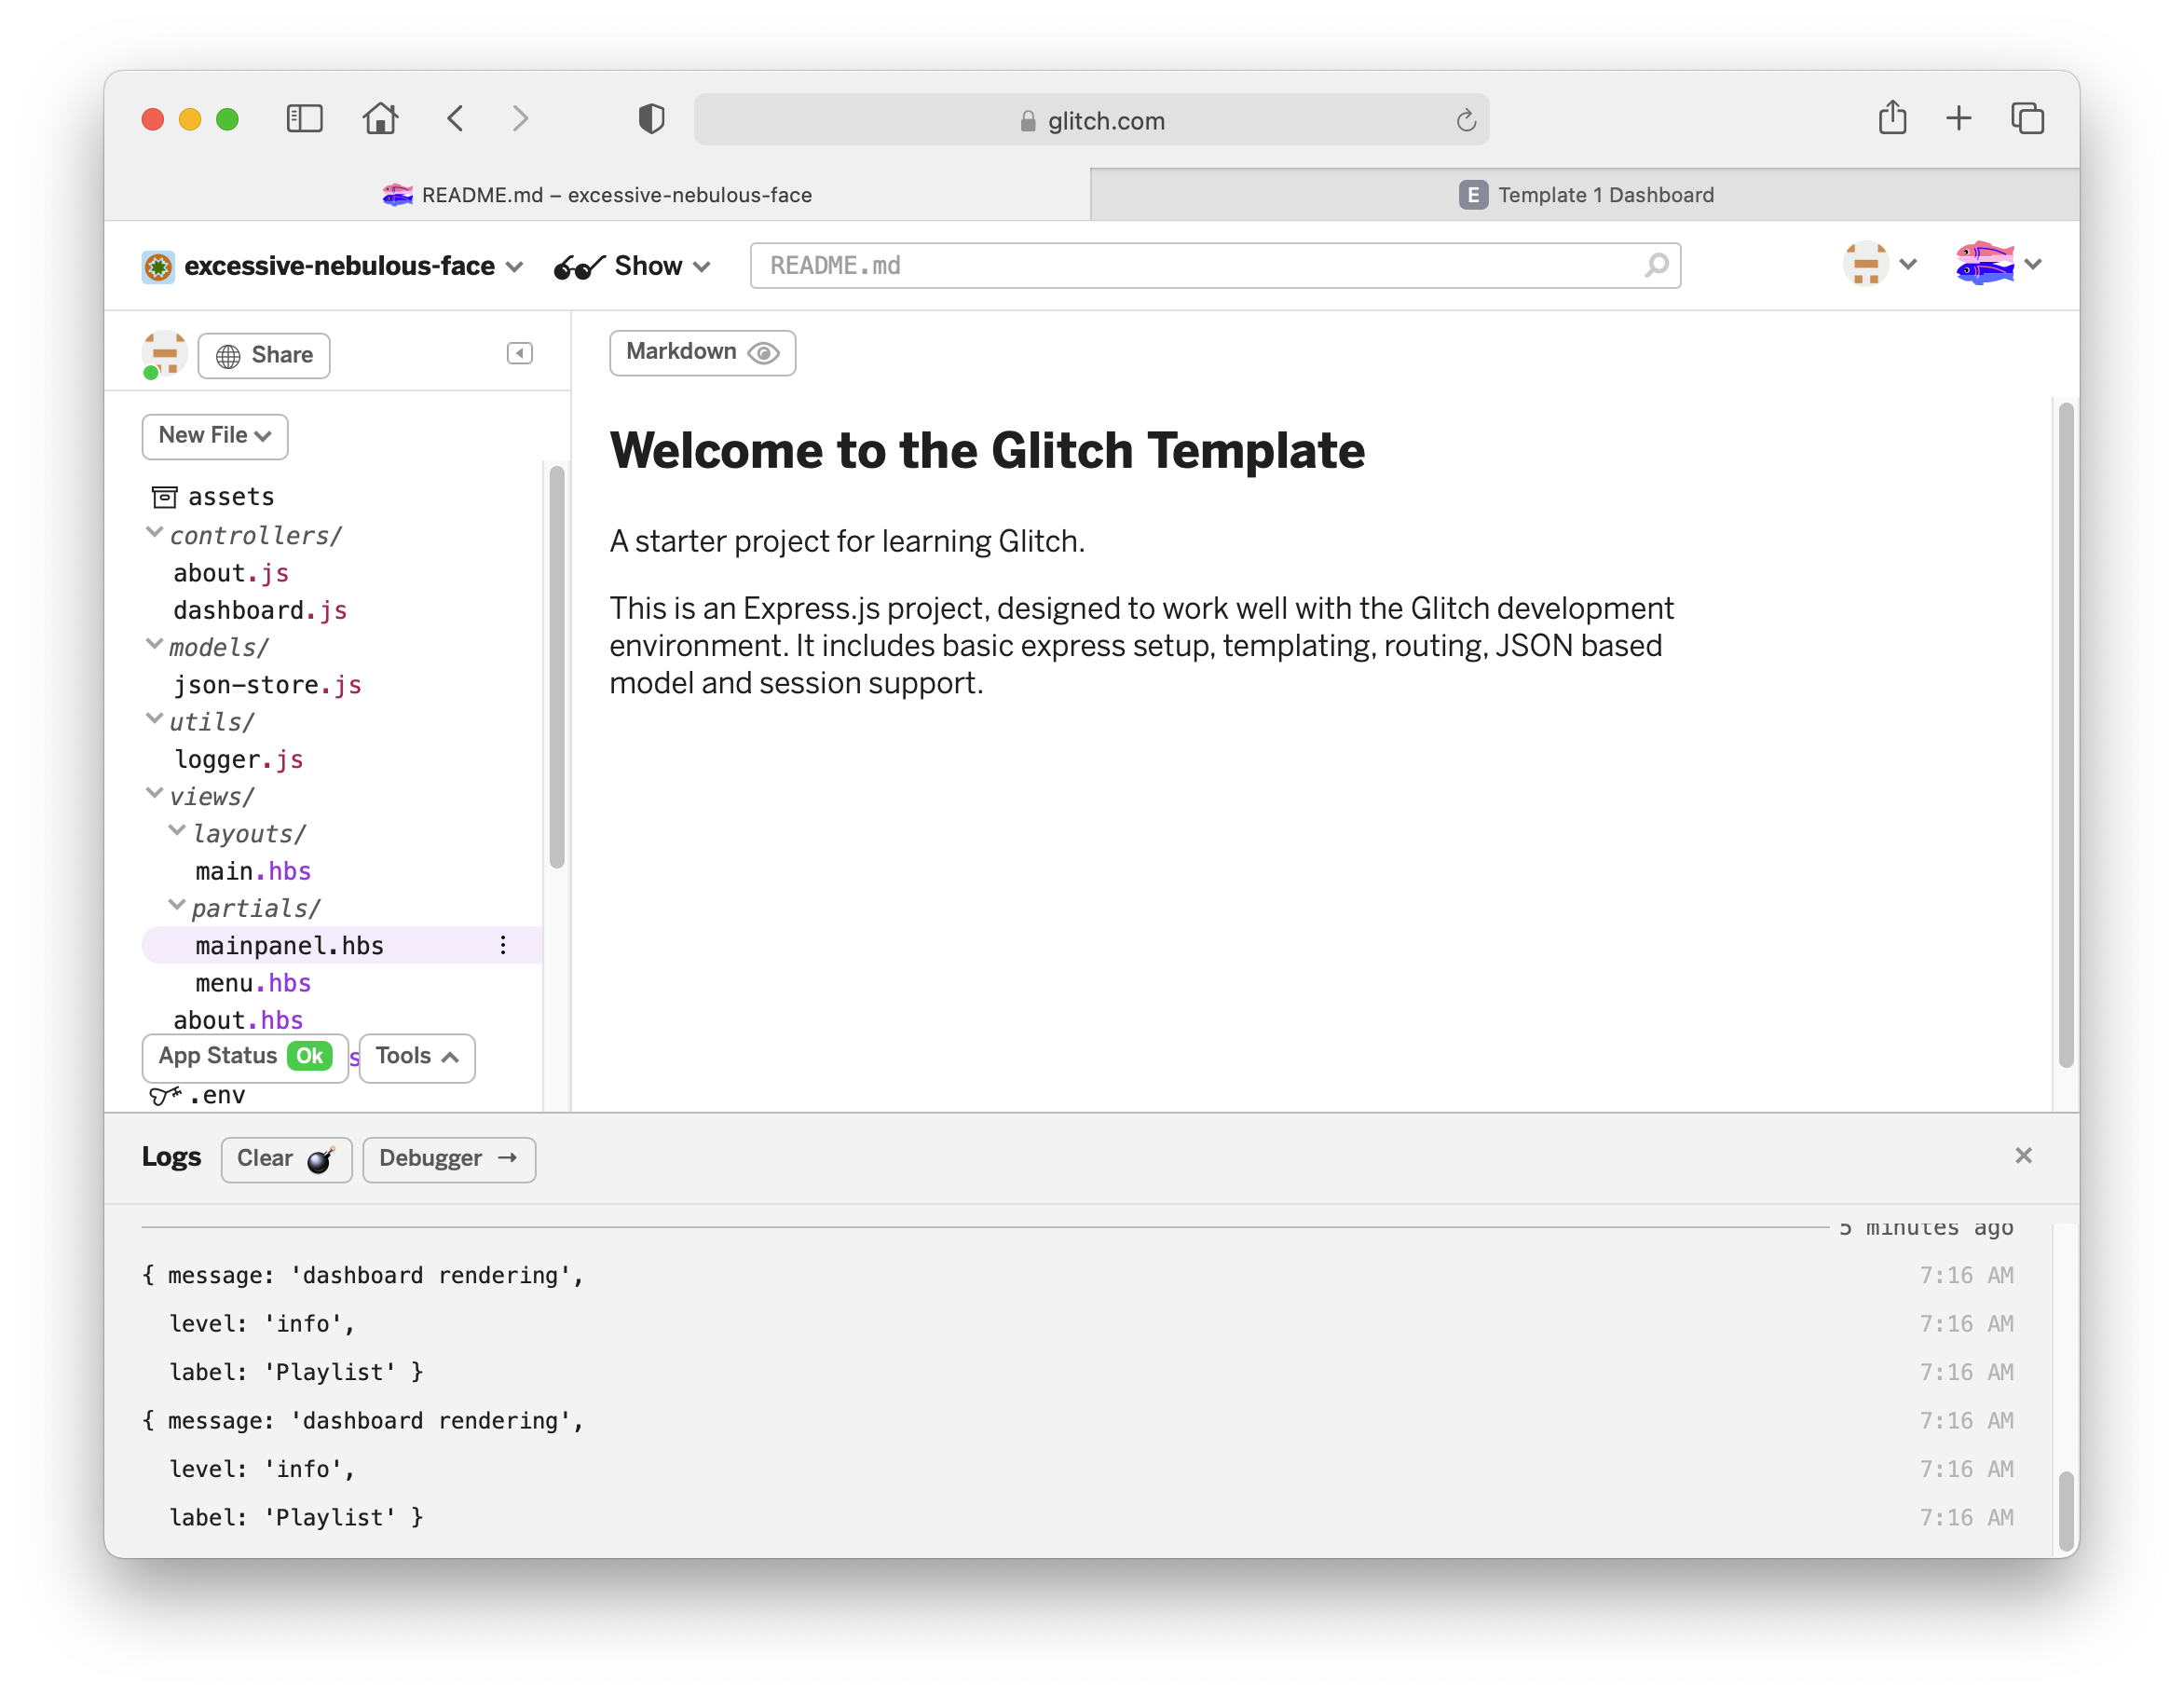 glitch.com
README.md – excessive-nebulous-face
E Template 1 Dashboard
excessive-nebulous-face
Show
README.md
Share
Markdown
New File
Welcome to the Glitch Template
A starter project for learning Glitch.
This is an Express.js project, designed to work well with the Glitch development
environment. It includes basic express setup, templating, routing, JSON based
model and session support.
assets
controllers/
about.js
dashboard.js
models/
json-store.js
utils/
logger.js
views/
layouts/
main.hbs
partials/
mainpanel.hbs
menu.hbs
about.hbs
App Status Ok
Tools
.env
Logs
Clear
Debugger →
5 minutes ago
{ message: 'dashboard rendering', 7:16 AM
level: 'info', 7:16 AM
label: 'Playlist' } 7:16 AM
{ message: 'dashboard rendering', 7:16 AM
level: 'info', 7:16 AM
label: 'Playlist' } 7:16 AM